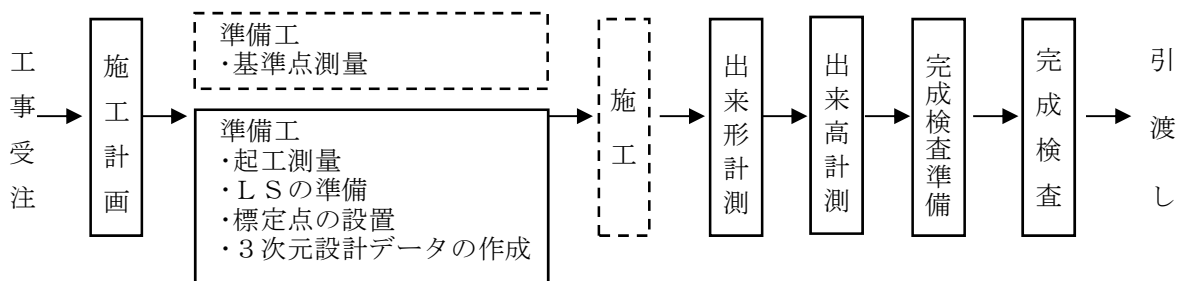 工事受注
施工計画
準備工
・基準点測量
準備工
・起工測量
・LSの準備
・標定点の設置
・3次元設計データの作成
施工
出来形計測
出来高計測
完成検査準備
完成検査
引渡し